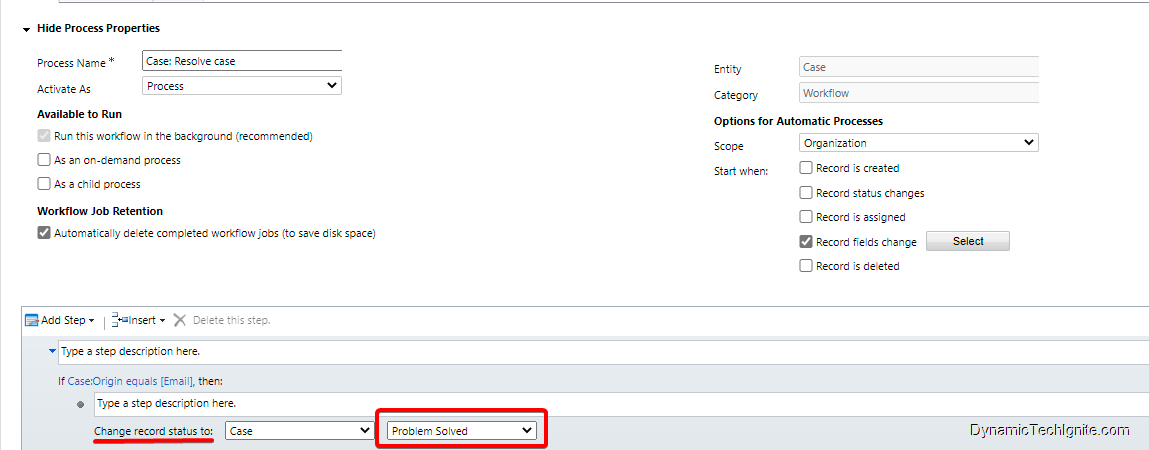 Hide Process Properties
Process Name *
Case: Resolve case
Activate As
Process
Available to Run
Run this workflow in the background (recommended)
As an on-demand process
As a child process
Workflow Job Retention
Automatically delete completed workflow jobs (to save disk space)
Entity
Case
Category
Workflow
Options for Automatic Processes
Scope
Organization
Start when:
Record is created
Record status changes
Record is assigned
Record fields change
Select
Record is deleted
Add Step
Insert
Delete this step.
Type a step description here.
If Case:Origin equals [Email], then:
Type a step description here.
Change record status to:
Case
Problem Solved
DynamicTechIgnite.com